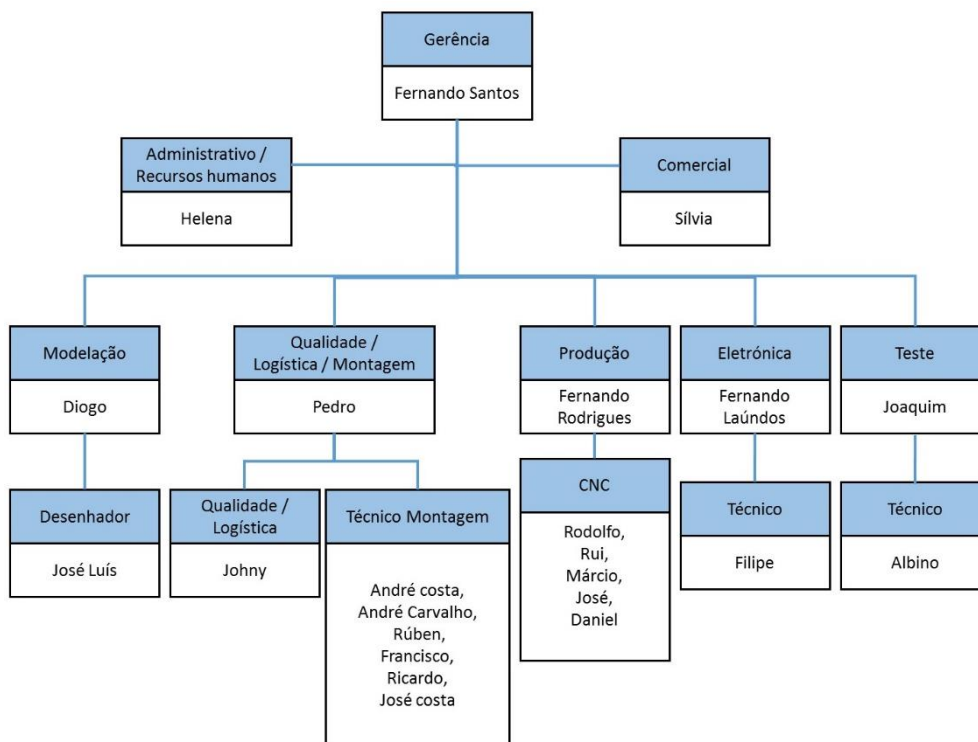 Gerência
Fernando Santos
Administrativo /
Recursos humanos
Helena
Comercial
Sílvia
Modelação
Diogo
Qualidade /
Logística / Montagem
Pedro
Produção
Fernando
Rodrigues
Eletrónica
Fernando
Laúndos
Teste
Joaquim
Desenhador
José Luís
Qualidade /
Logística
Johny
Técnico Montagem
André costa,
André Carvalho,
Rúben,
Francisco,
Ricardo,
José costa
CNC
Rodolfo,
Rui,
Márcio,
José,
Daniel
Técnico
Filipe
Técnico
Albino